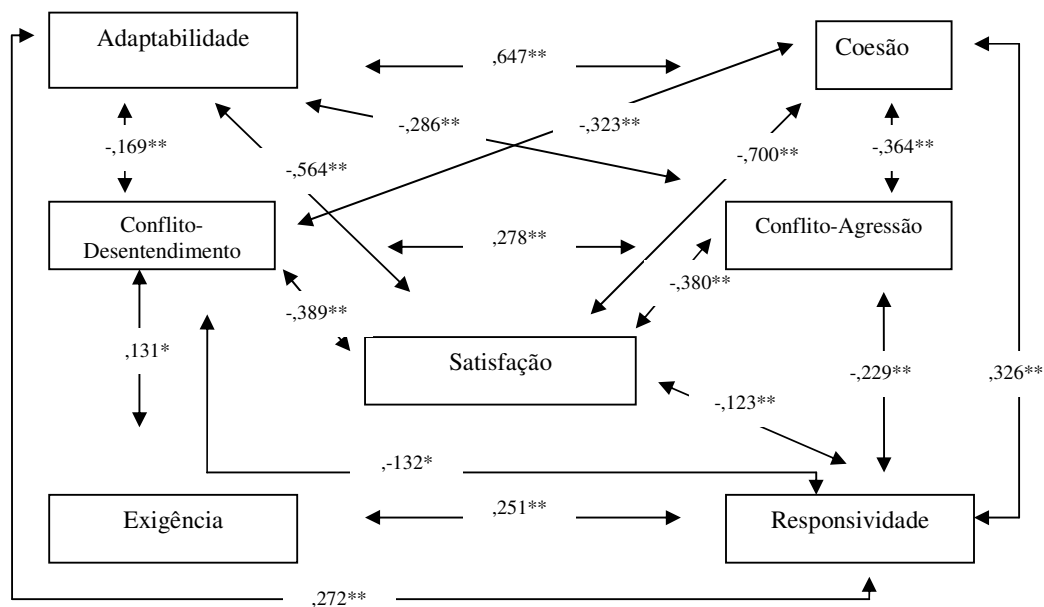 Adaptabilidade
Coesão
,647**
-,286**
-,323**
-,169**
-,564**
-,700**
-,364**
Conflito-
Desentendimento
,278**
Conflito-Agressão
-,380**
-,389**
,131*
Satisfação
-,229**
,326**
-,123**
,-132*
Exigência
,251**
Responsividade
,272**